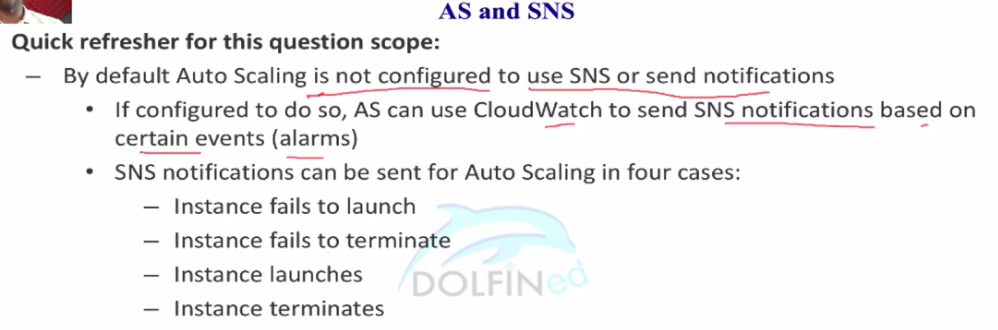 AS and SNS
Quick refresher for this question scope:
– By default Auto Scaling is not configured to use SNS or send notifications
• If configured to do so, AS can use CloudWatch to send SNS notifications based on
certain events (alarms)
• SNS notifications can be sent for Auto Scaling in four cases:
– Instance fails to launch
– Instance fails to terminate
– Instance launches
– Instance terminates
DOLFINed